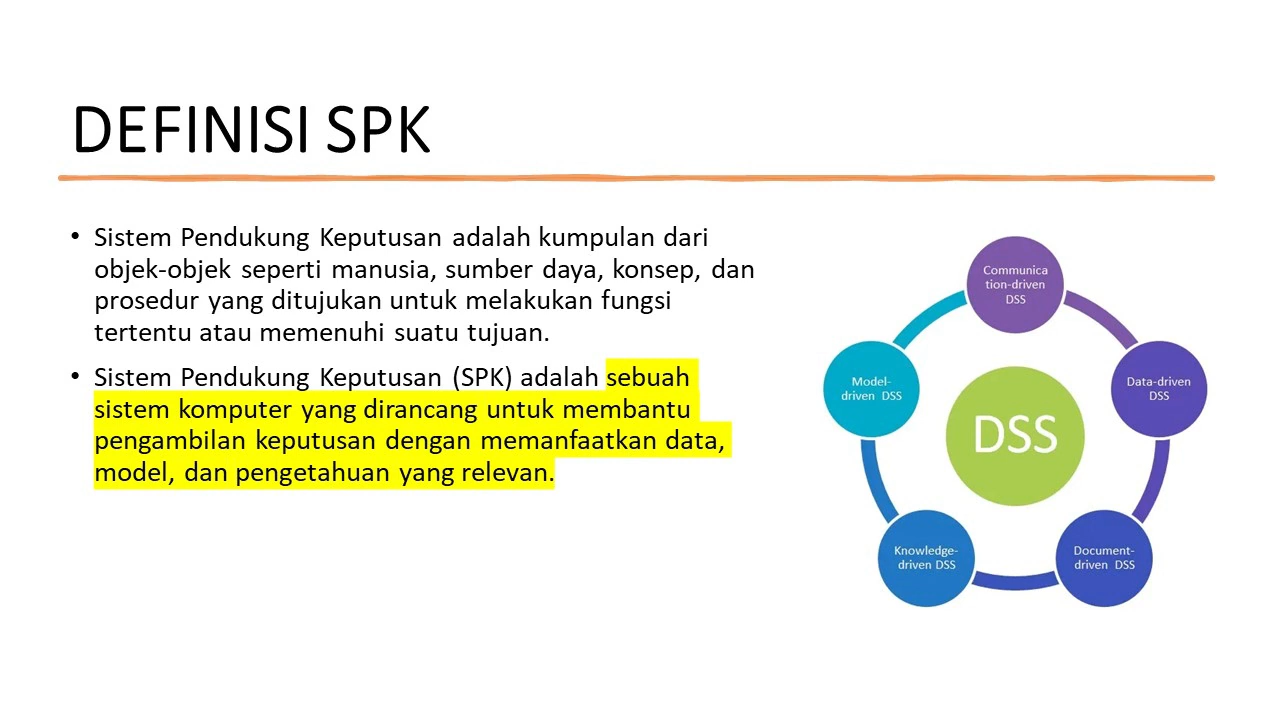 DEFINISI SPK
• Sistem Pendukung Keputusan adalah kumpulan dari
objek-objek seperti manusia, sumber daya, konsep, dan
prosedur yang ditujukan untuk melakukan fungsi
tertentu atau memenuhi suatu tujuan.
• Sistem Pendukung Keputusan (SPK) adalah sebuah
sistem komputer yang dirancang untuk membantu
pengambilan keputusan dengan memanfaatkan data,
model, dan pengetahuan yang relevan.
Communica
tion-driven
DSS
Data-driven
DSS
Document-
driven DSS
Knowledge-
driven DSS
Model-
driven DSS
DSS